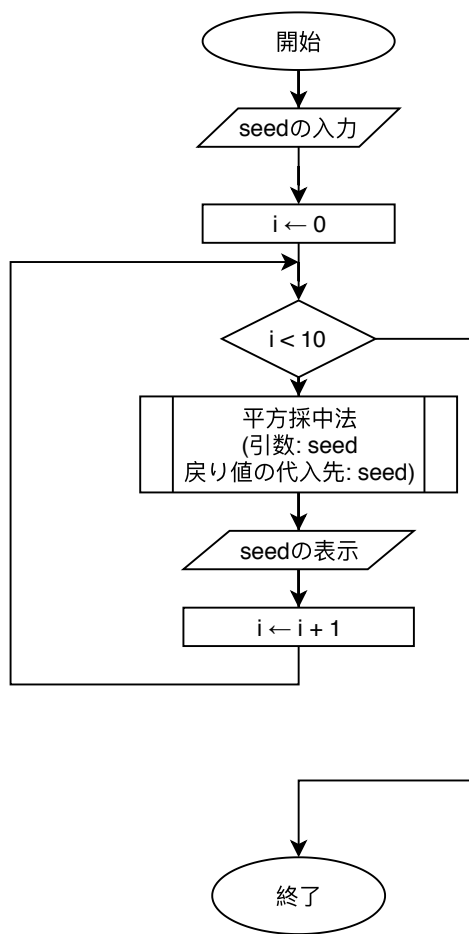 開始
seedの入力
i ← 0
i < 10
平方採中法
(引数: seed
戻り値の代入先: seed)
seedの表示
i ← i + 1
終了